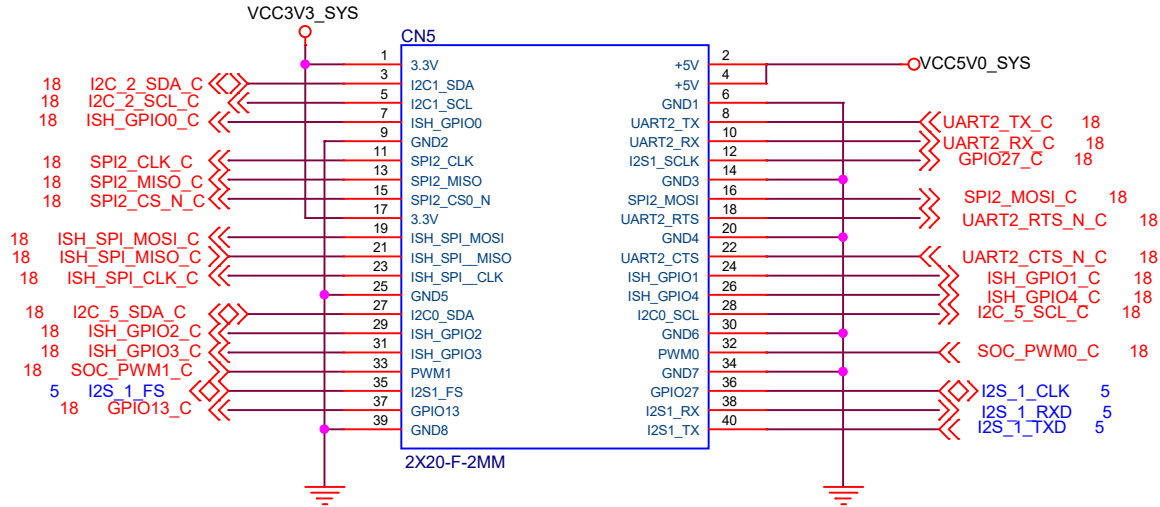 VCC3V3_SYS
CN5
1 3.3V +5V 2 VCC5V0_SYS
18 I2C_2_SDA_C 3 I2C1_SDA +5V 4
18 I2C_2_SCL_C 5 I2C1_SCL GND1 6
18 ISH_GPIO0_C 7 ISH_GPIO0 UART2_TX 8 UART2_TX_C 18
9 GND2 UART2_RX 10 UART2_RX_C 18
18 SPI2_CLK_C 11 SPI2_CLK I2S1_SCLK 12 GPIO27_C 18
18 SPI2_MISO_C 13 SPI2_MISO GND3 14
18 SPI2_CS_N_C 15 SPI2_CS0_N SPI2_MOSI 16 SPI2_MOSI_C 18
17 3.3V UART2_RTS 18 UART2_RTS_N_C 18
18 ISH_SPI_MOSI_C 19 ISH_SPI_MOSI GND4 20
18 ISH_SPI_MISO_C 21 ISH_SPI_MISO UART2_CTS 22 UART2_CTS_N_C 18
18 ISH_SPI_CLK_C 23 ISH_SPI__CLK ISH_GPIO1 24 ISH_GPIO1_C 18
25 GND5 ISH_GPIO4 26 ISH_GPIO4_C 18
18 I2C_5_SDA_C 27 I2C0_SDA I2C0_SCL 28 I2C_5_SCL_C 18
18 ISH_GPIO2_C 29 ISH_GPIO2 GND6 30
18 ISH_GPIO3_C 31 ISH_GPIO3 PWM0 32 SOC_PWM0_C 18
18 SOC_PWM1_C 33 PWM1 GND7 34
5 I2S_1_FS 35 I2S1_FS GPIO27 36 I2S_1_CLK 5
18 GPIO13_C 37 GPIO13 I2S1_RX 38 I2S_1_RXD 5
39 GND8 I2S1_TX 40 I2S_1_TXD 5
2X20-F-2MM